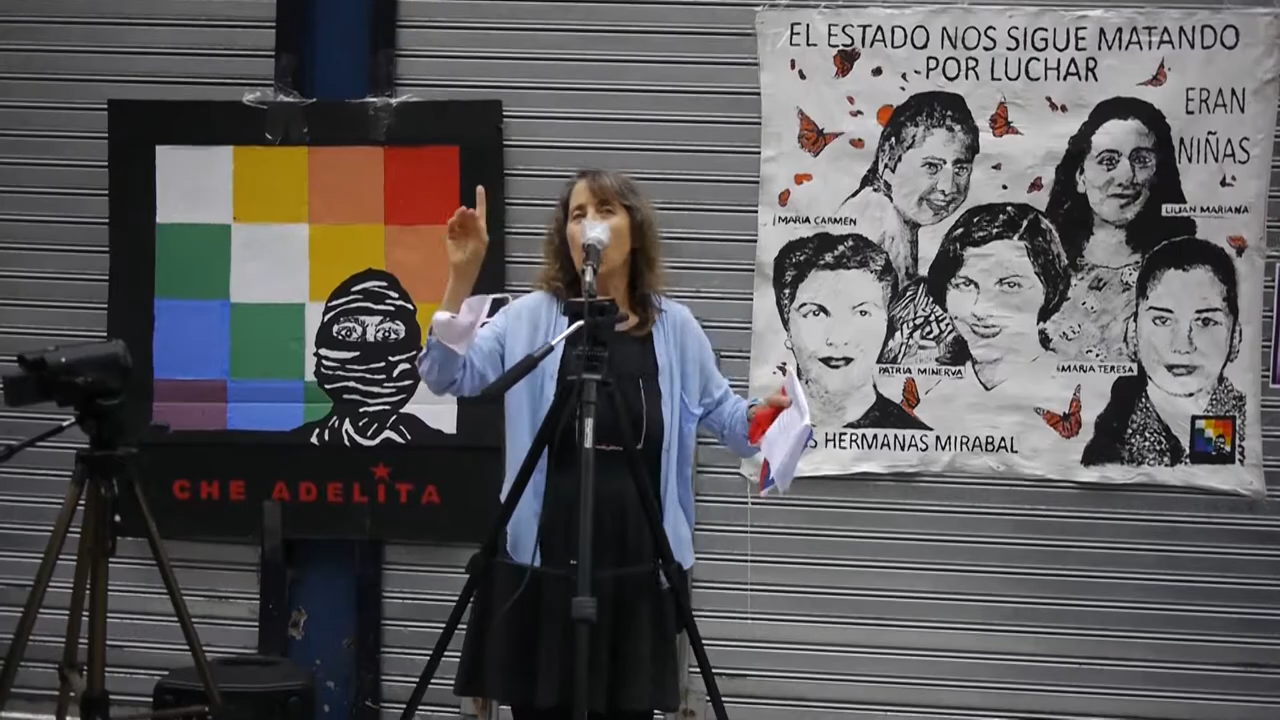 EL ESTADO NOS SIGUE MATANDO
POR LUCHAR
ERAN
NIÑAS
MARIA CARMEN
LILIAN MARIANA
PATRIA MINERVA
MARIA TERESA
HERMANAS MIRABAL
CHE ADELITA